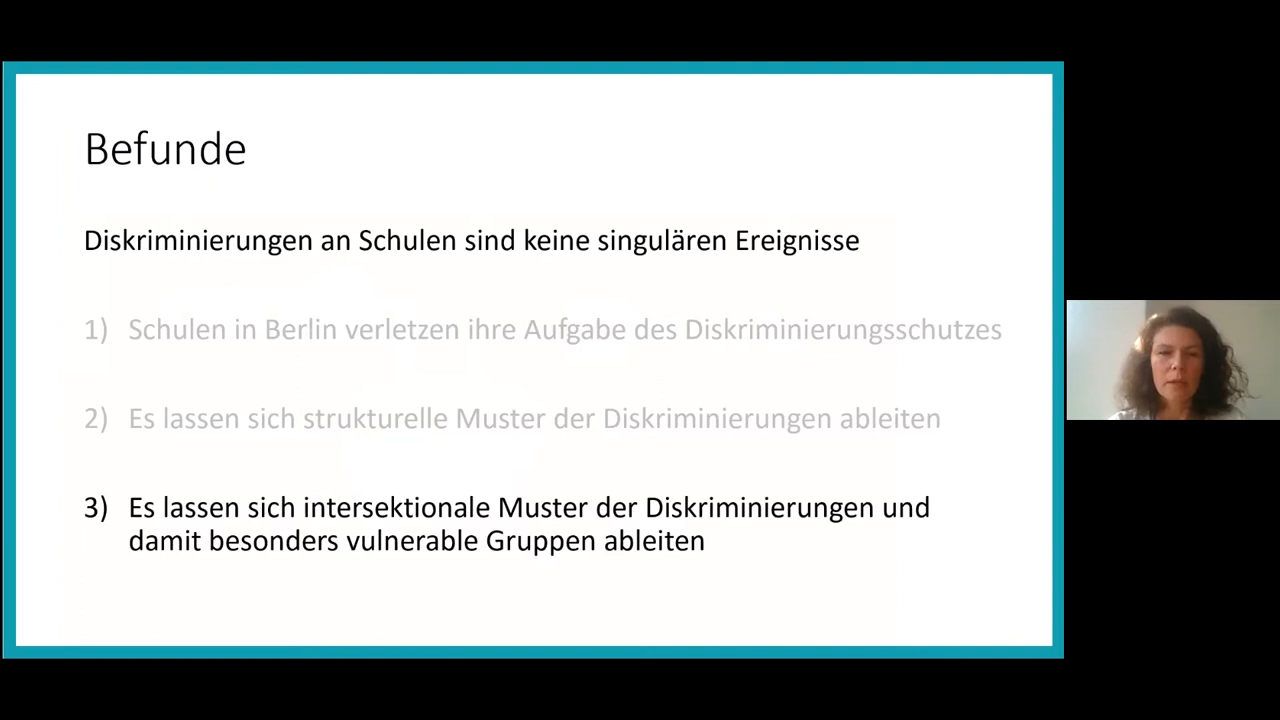 Befunde
Diskriminierungen an Schulen sind keine singulären Ereignisse
1) Schulen in Berlin verletzen ihre Aufgabe des Diskriminierungsschutzes
2) Es lassen sich strukturelle Muster der Diskriminierungen ableiten
3) Es lassen sich intersektionale Muster der Diskriminierungen und
damit besonders vulnerable Gruppen ableiten